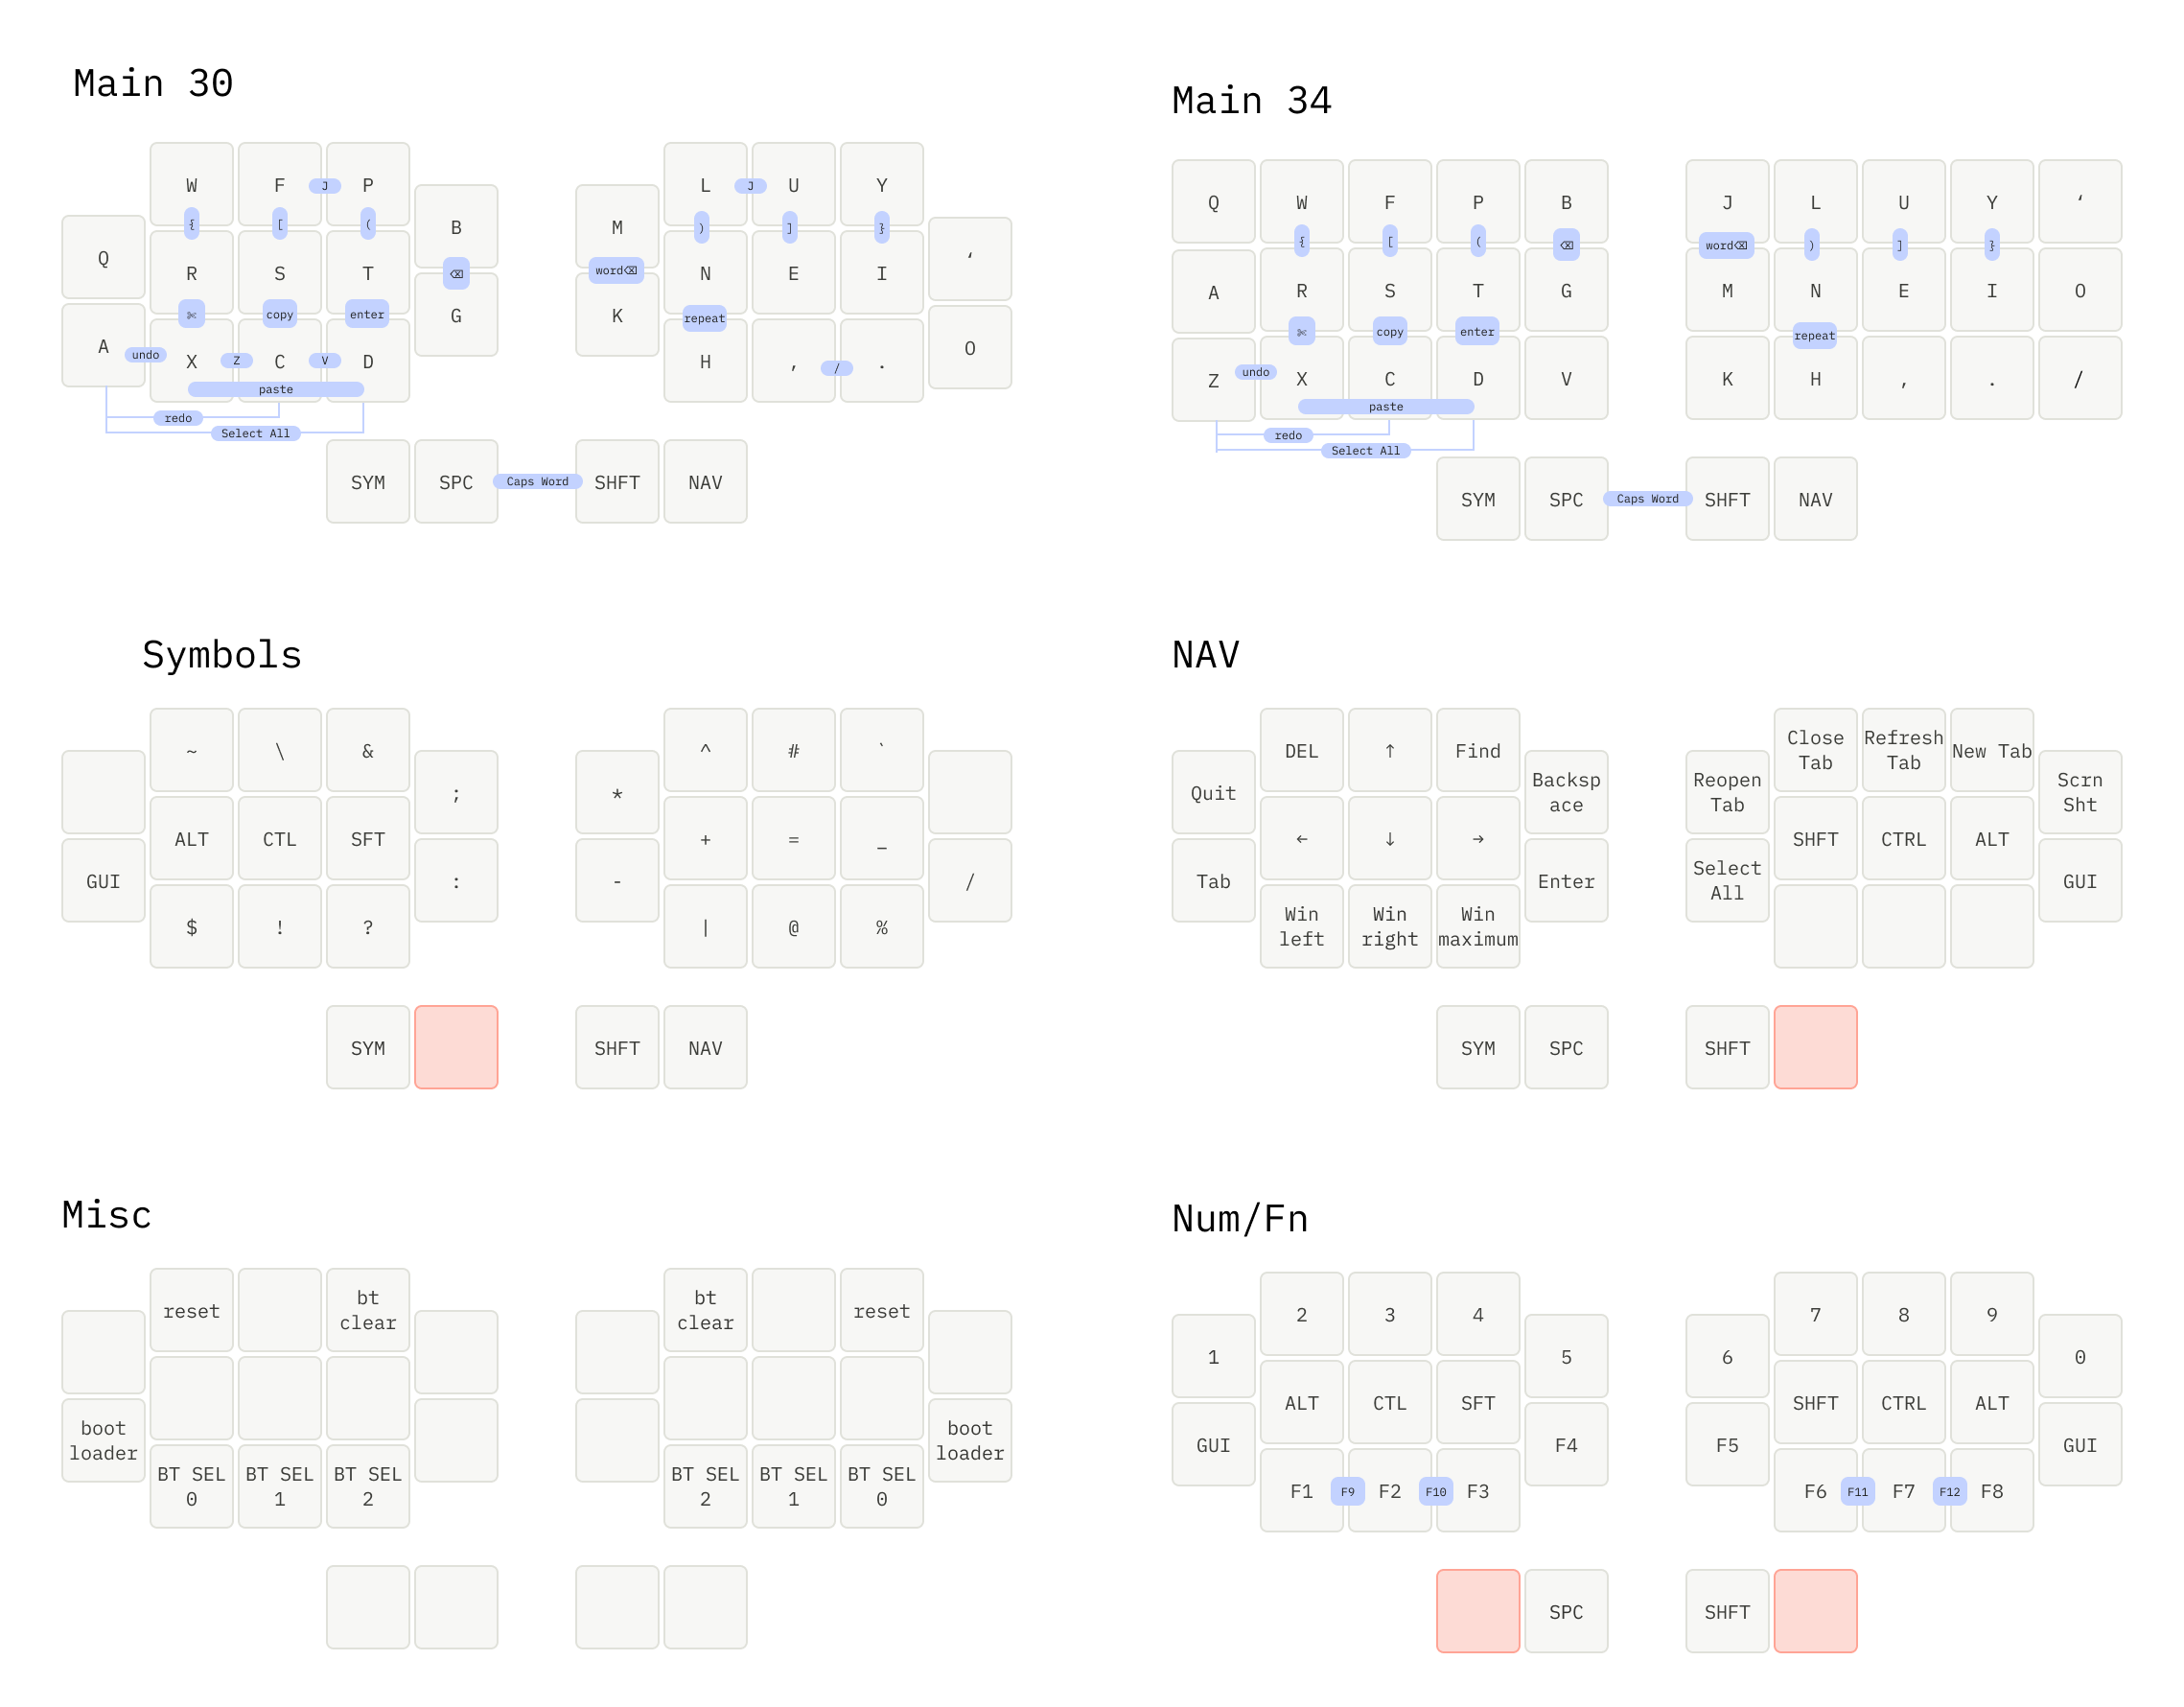 Main 30
W F J P
L J U Y
{ [ (
) ] }
Q B
M ‘
R S T
word⌫ N E I
⌫
A ✄ copy enter G
K repeat O
undo X Z C V D
H , / .
paste
redo
Select All
SYM SPC Caps Word SHFT NAV
Main 34
Q W F P B
J L U Y ‘
{ [ ( ⌫
word⌫ ) ] }
A R S T G
M N E I O
✄ copy enter
repeat
Z undo X C D V
K H , . /
paste
redo
Select All
SYM SPC Caps Word SHFT NAV
Symbols
~ \ &
^ # `
;
*
ALT CTL SFT
+ = _
GUI :
- /
$ ! ?
| @ %
SYM
SHFT NAV
NAV
DEL ↑ Find
Close
Tab
Refresh
Tab
New Tab
Quit
Backsp
ace
Reopen
Tab
Scrn
Sht
← ↓ →
SHFT CTRL ALT
Tab Enter
Select
All
GUI
Win
left
Win
right
Win
maximum
SYM SPC
SHFT
Misc
reset
bt
clear
bt
clear
reset
boot
loader
boot
loader
BT SEL
0
BT SEL
1
BT SEL
2
BT SEL
2
BT SEL
1
BT SEL
0
Num/Fn
2 3 4
7 8 9
1 5
6 0
ALT CTL SFT
SHFT CTRL ALT
GUI F4
F5 GUI
F1 F9 F2 F10 F3
F6 F11 F7 F12 F8
SPC
SHFT